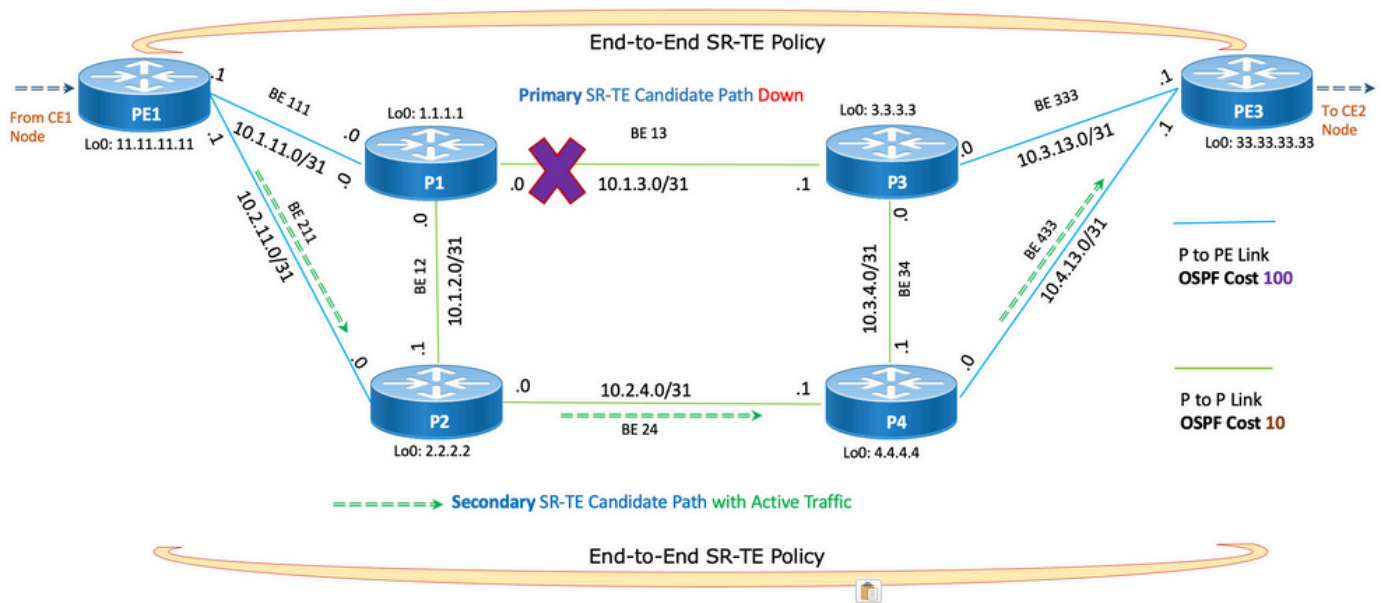 End-to-End SR-TE Policy
From CE1
Node
PE1
.1
.1
Lo0: 11.11.11.11
BE 111
10.1.11.0/31
.0
.0
BE 211
10.2.11.0/31
.0
Lo0: 1.1.1.1
P1
Primary SR-TE Candidate Path Down
BE 13
.0
10.1.3.0/31
.1
Lo0: 3.3.3.3
P3
.0
BE 333
10.3.13.0/31
.1
.1
PE3
Lo0: 33.33.33.33
To CE2
Node
.0
BE 12
10.1.2.0/31
.1
.0
10.3.4.0/31
BE 34
.1
BE 433
10.4.13.0/31
.0
P2
Lo0: 2.2.2.2
.0
10.2.4.0/31
.1
BE 24
P4
Lo0: 4.4.4.4
P to PE Link
OSPF Cost 100
P to P Link
OSPF Cost 10
Secondary SR-TE Candidate Path with Active Traffic
End-to-End SR-TE Policy